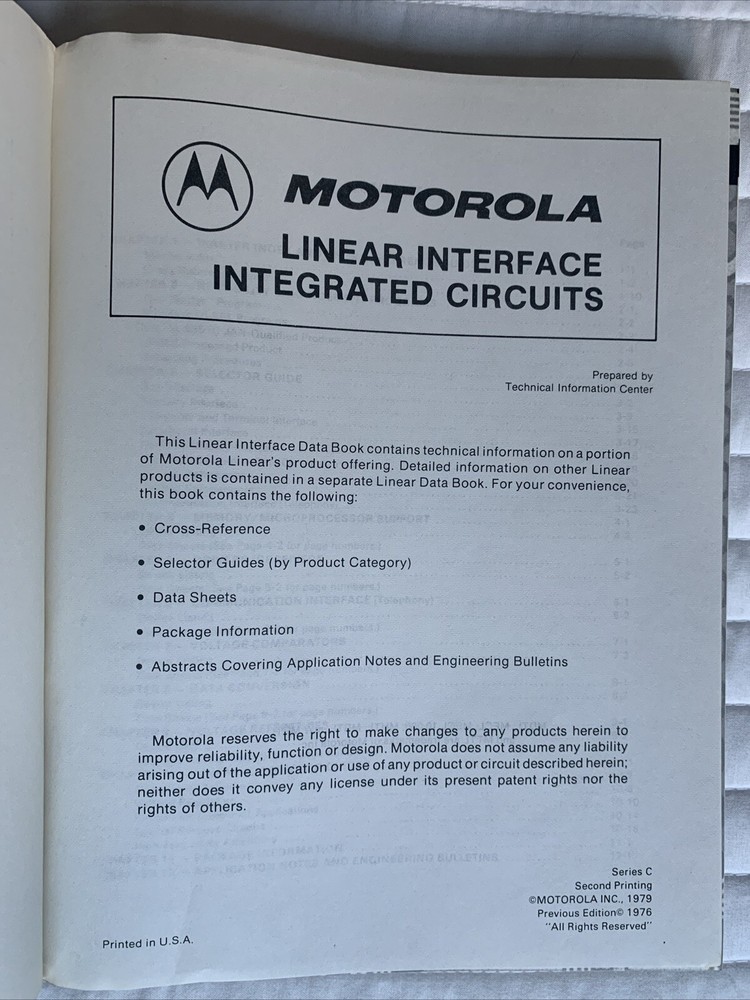 MOTOROLA
LINEAR INTERFACE
INTEGRATED CIRCUITS
Prepared by
Technical Information Center
This Linear Interface Data Book contains technical information on a portion
of Motorola Linear's product offering. Detailed information on other Linear
products is contained in a separate Linear Data Book. For your convenience,
this book contains the following:
• Cross-Reference
• Selector Guides (by Product Category)
• Data Sheets
• Package Information
• Abstracts Covering Application Notes and Engineering Bulletins
Motorola reserves the right to make changes to any products herein to
improve reliability, function or design. Motorola does not assume any liability
arising out of the application or use of any product or circuit described herein;
neither does it convey any license under its present patent rights nor the
rights of others.
Series C
Second Printing
©MOTOROLA INC., 1979
Previous Edition© 1976
"All Rights Reserved"
Printed in U.S.A.